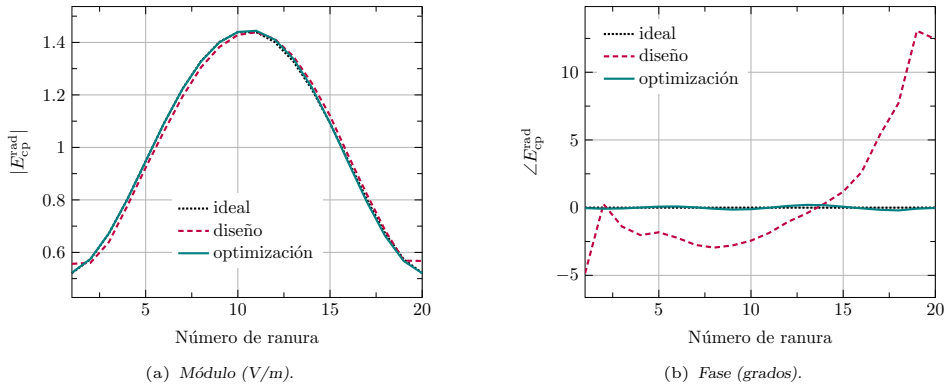 1.4
1.2
1
0.8
0.6
|E_cp^rad|
ideal
diseño
optimización
5
10
15
20
Número de ranura
(a) Módulo (V/m).
10
5
0
−5
∠E_cp^rad
ideal
diseño
optimización
5
10
15
20
Número de ranura
(b) Fase (grados).